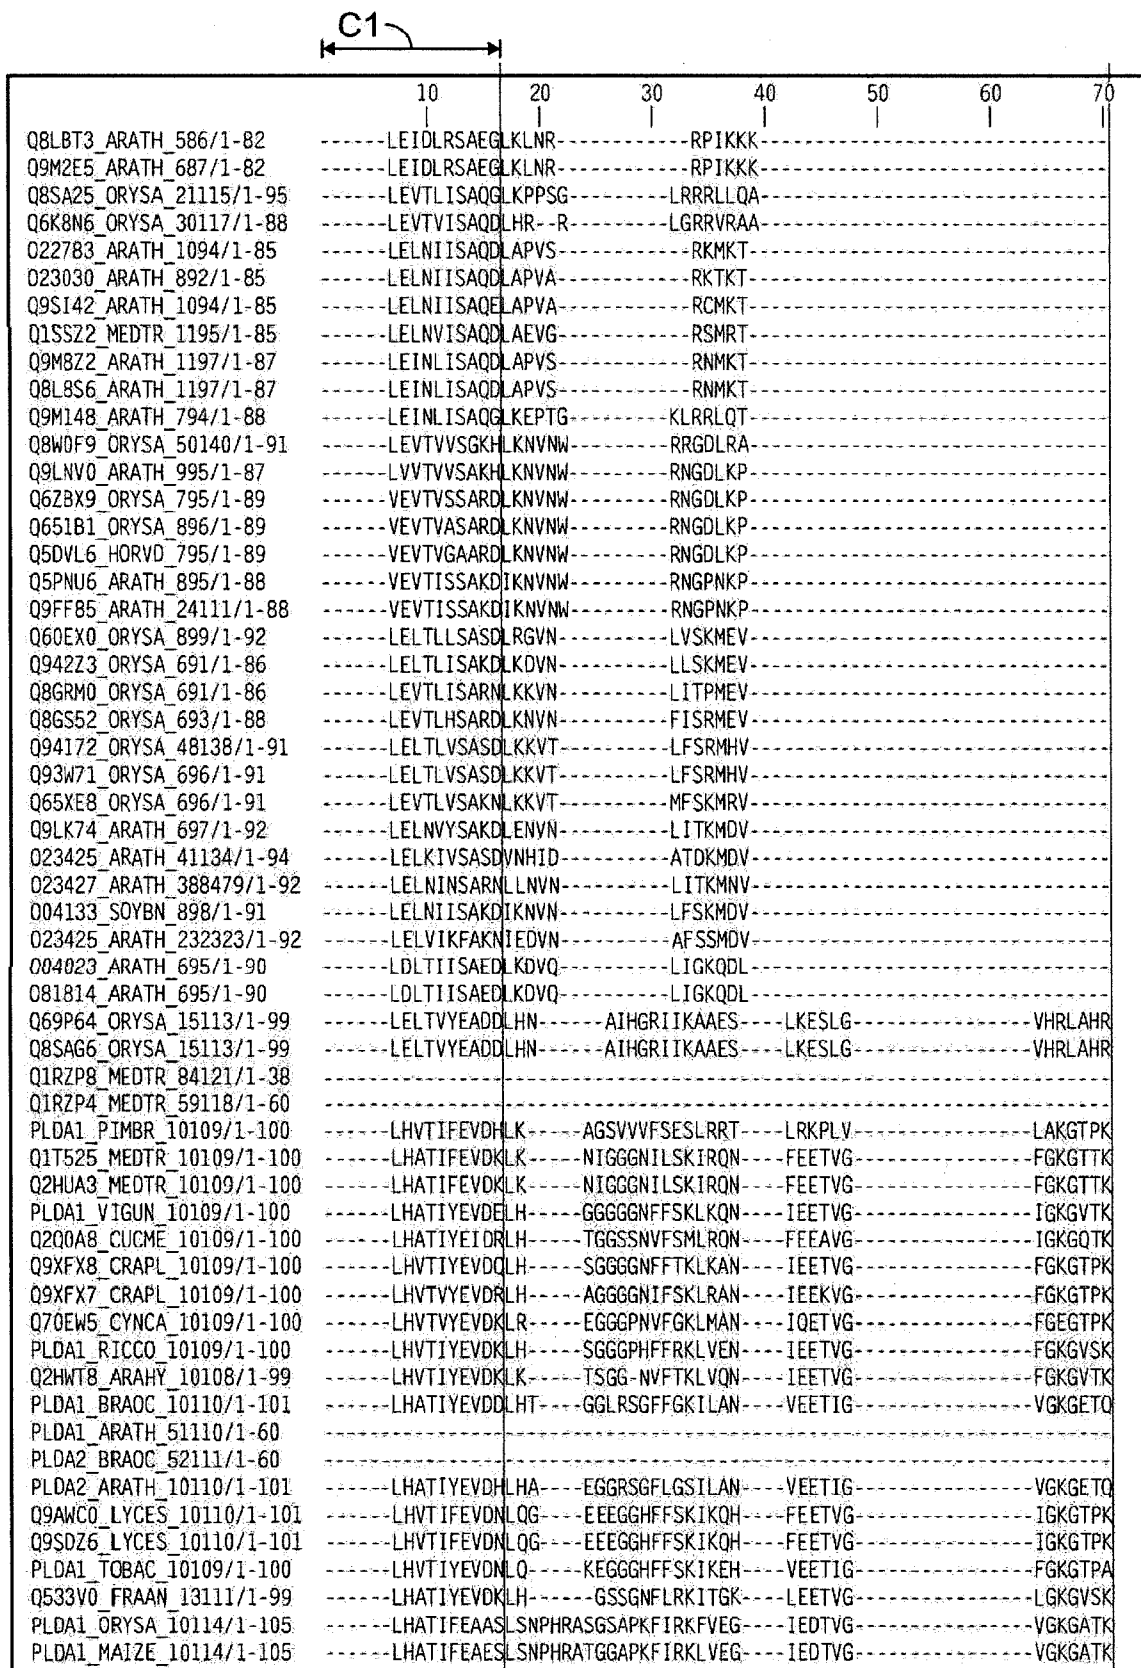 C1
10 20 30 40 50 60 70
Q8LBT3_ARATH_586/1-82 ------LEIDLRSAEGLKLNR------------RPIKKK-------------------------------
Q9M2E5_ARATH_687/1-82 ------LEIDLRSAEGLKLNR------------RPIKKK-------------------------------
Q8SA25_ORYSA_21115/1-95 ------LEVTLISAQGLKPPSG---------LRRRLLQA-------------------------------
Q6K8N6_ORYSA_30117/1-88 ------LEVTVISAQDLHR--R---------LGRRVRAA-------------------------------
O22783_ARATH_1094/1-85 ------LELNIISAQDLAPVS------------RKMKT--------------------------------
O23030_ARATH_892/1-85 ------LELNIISAQDLAPVA------------RKTKT--------------------------------
Q9SI42_ARATH_1094/1-85 ------LELNIISAQELAPVA------------RCMKT--------------------------------
Q1SSZ2_MEDTR_1195/1-85 ------LELNVISAQDLAEVG------------RSMRT--------------------------------
Q9M8Z2_ARATH_1197/1-87 ------LEINLISAQDLAPVS------------RNMKT--------------------------------
Q8L8S6_ARATH_1197/1-87 ------LEINLISAQDLAPVS------------RNMKT--------------------------------
Q9M148_ARATH_794/1-88 ------LEINLISAQGLKEPTG---------KLRRLQT--------------------------------
Q8W0F9_ORYSA_50140/1-91 ------LEVTVVSGKHLKNVNW---------RRGDLRA--------------------------------
Q9LNV0_ARATH_995/1-87 ------LVVTVVSAKHLKNVNW---------RNGDLKP--------------------------------
Q6ZBX9_ORYSA_795/1-89 ------VEVTVSSARDLKNVNW---------RNGDLKP--------------------------------
Q651B1_ORYSA_896/1-89 ------VEVTVASARDLKNVNW---------RNGDLKP--------------------------------
Q5DVL6_HORVD_795/1-89 ------VEVTVGAARDLKNVNW---------RNGDLKP--------------------------------
Q5PNU6_ARATH_895/1-88 ------VEVTISSAKDIKNVNW---------RNGPNKP--------------------------------
Q9FF85_ARATH_24111/1-88 ------VEVTISSAKDIKNVNW---------RNGPNKP--------------------------------
Q60EX0_ORYSA_899/1-92 ------LELTLLSASDLRGVN----------LVSKMEV--------------------------------
Q942Z3_ORYSA_691/1-86 ------LELTLISAKDLKDVN----------LLSKMEV--------------------------------
Q8GRM0_ORYSA_691/1-86 ------LEVTLISARNLKKVN----------LITPMEV--------------------------------
Q8GS52_ORYSA_693/1-88 ------LEVTLHSARDLKNVN----------FISRMEV--------------------------------
Q94172_ORYSA_48138/1-91 ------LELTLVSASDLKKVT----------LFSRMHV--------------------------------
Q93W71_ORYSA_696/1-91 ------LELTLVSASDLKKVT----------LFSRMHV--------------------------------
Q65XE8_ORYSA_696/1-91 ------LEVTLVSAKNLKKVT----------MFSKMRV--------------------------------
Q9LK74_ARATH_697/1-92 ------LELNVYSAKDLENVN----------LITKMDV--------------------------------
O23425_ARATH_41134/1-94 ------LELKIVSASDVNHID----------ATDKMDV--------------------------------
O23427_ARATH_388479/1-92 ------LELNINSARNLLNVN----------LITKMNV--------------------------------
O04133_SOYBN_898/1-91 ------LELNIISAKDIKNVN----------LFSKMDV--------------------------------
O23425_ARATH_232323/1-92 ------LELVIKFAKNIEDVN----------AFSSMDV--------------------------------
O04023_ARATH_695/1-90 ------LDLTIISAEDLKDVQ----------LIGKQDL--------------------------------
O81814_ARATH_695/1-90 ------LDLTIISAEDLKDVQ----------LIGKQDL--------------------------------
Q69P64_ORYSA_15113/1-99 ------LELTVYEADDLHN------AIHGRIIKAAES----LKESLG----------------VHRLAHR
Q8SAG6_ORYSA_15113/1-99 ------LELTVYEADDLHN------AIHGRIIKAAES----LKESLG----------------VHRLAHR
Q1RZP8_MEDTR_84121/1-38 ----------------------------------------------------------------------
Q1RZP4_MEDTR_59118/1-60 ----------------------------------------------------------------------
PLDA1_PIMBR_10109/1-100 ------LHVTIFEVDHLK-----AGSVVVFSESLRRT----LRKPLV----------------LAKGTPK
Q1T525_MEDTR_10109/1-100 ------LHATIFEVDKLK-----NIGGGNILSKIRQN----FEETVG----------------FGKGTTK
Q2HUA3_MEDTR_10109/1-100 ------LHATIFEVDKLK-----NIGGGNILSKIRQN----FEETVG----------------FGKGTTK
PLDA1_VIGUN_10109/1-100 ------LHATIYEVDELH-----GGGGGNFFSKLKQN----IEETVG----------------IGKGVTK
Q2Q0A8_CUCME_10109/1-100 ------LHATIYEIDRLH-----TGGSSNVFSMLRQN----FEEAVG----------------IGKGQTK
Q9XFX8_CRAPL_10109/1-100 ------LHVTIYEVDQLH-----SGGGGNFFTKLKAN----IEETVG----------------FGKGTPK
Q9XFX7_CRAPL_10109/1-100 ------LHVTVYEVDRLH-----AGGGGNIFSKLRAN----IEEKVG----------------FGKGTPK
Q70EW5_CYNCA_10109/1-100 ------LHVTVYEVDKLR-----EGGGPNVFGKLMAN----IQETVG----------------FGEGTPK
PLDA1_RICCO_10109/1-100 ------LHVTIYEVDKLH-----SGGGPHFFRKLVEN----IEETVG----------------FGKGVSK
Q2HWT8_ARAHY_10108/1-99 ------LHVTIYEVDKLK-----TSGG-NVFTKLVQN----IEETVG----------------FGKGVTK
PLDA1_BRAOC_10110/1-101 ------LHATIYEVDDLHT----GGLRSGFFGKILAN----VEETIG----------------VGKGETQ
PLDA1_ARATH_51110/1-60 ----------------------------------------------------------------------
PLDA2_BRAOC_52111/1-60 ----------------------------------------------------------------------
PLDA2_ARATH_10110/1-101 ------LHATIYEVDHLHA----EGGRSGFLGSILAN----VEETIG----------------VGKGETQ
Q9AWC0_LYCES_10110/1-101 ------LHVTIFEVDNLQG----EEEGGHFFSKIKQH----FEETVG----------------IGKGTPK
Q9SDZ6_LYCES_10110/1-101 ------LHVTIFEVDNLQG----EEEGGHFFSKIKQH----FEETVG----------------IGKGTPK
PLDA1_TOBAC_10109/1-100 ------LHVTIYEVDNLQ-----KEGGGHFFSKIKEH----VEETIG----------------FGKGTPA
Q533V0_FRAAN_13111/1-99 ------LHATIYEVDKLH------GSSGNFLRKITGK----LEETVG----------------LGKGVSK
PLDA1_ORYSA_10114/1-105 ------LHATIFEAASLSNPHRASGSAPKFIRKFVEG----IEDTVG----------------VGKGATK
PLDA1_MAIZE_10114/1-105 ------LHATIFEAESLSNPHRATGGAPKFIRKLVEG----IEDTVG----------------VGKGATK